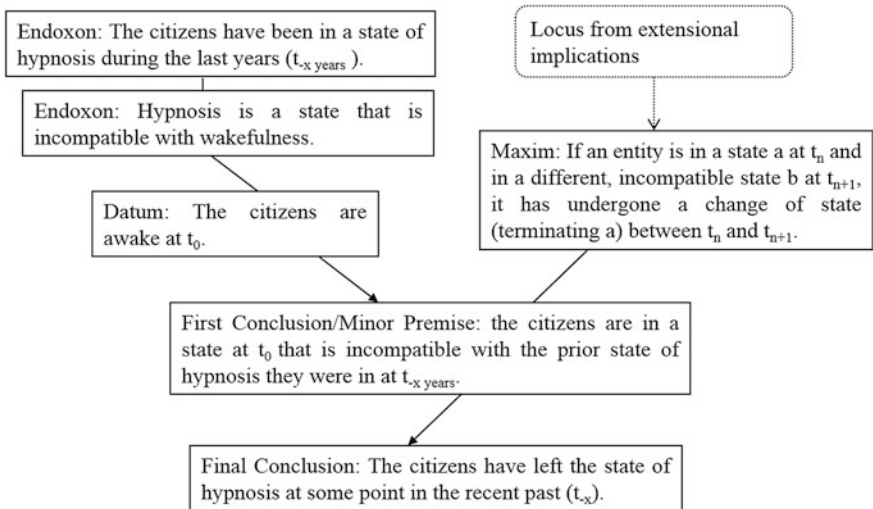 Endoxon: The citizens have been in a state of
hypnosis during the last years (t-x years ).
Endoxon: Hypnosis is a state that is
incompatible with wakefulness.
Datum: The citizens are
awake at t0.
Locus from extensional
implications
Maxim: If an entity is in a state a at tn and
in a different, incompatible state b at tn+1,
it has undergone a change of state
(terminating a) between tn and tn+1.
First Conclusion/Minor Premise: the citizens are in a
state at t0 that is incompatible with the prior state of
hypnosis they were in at t-x years.
Final Conclusion: The citizens have left the state of
hypnosis at some point in the recent past (t-x).